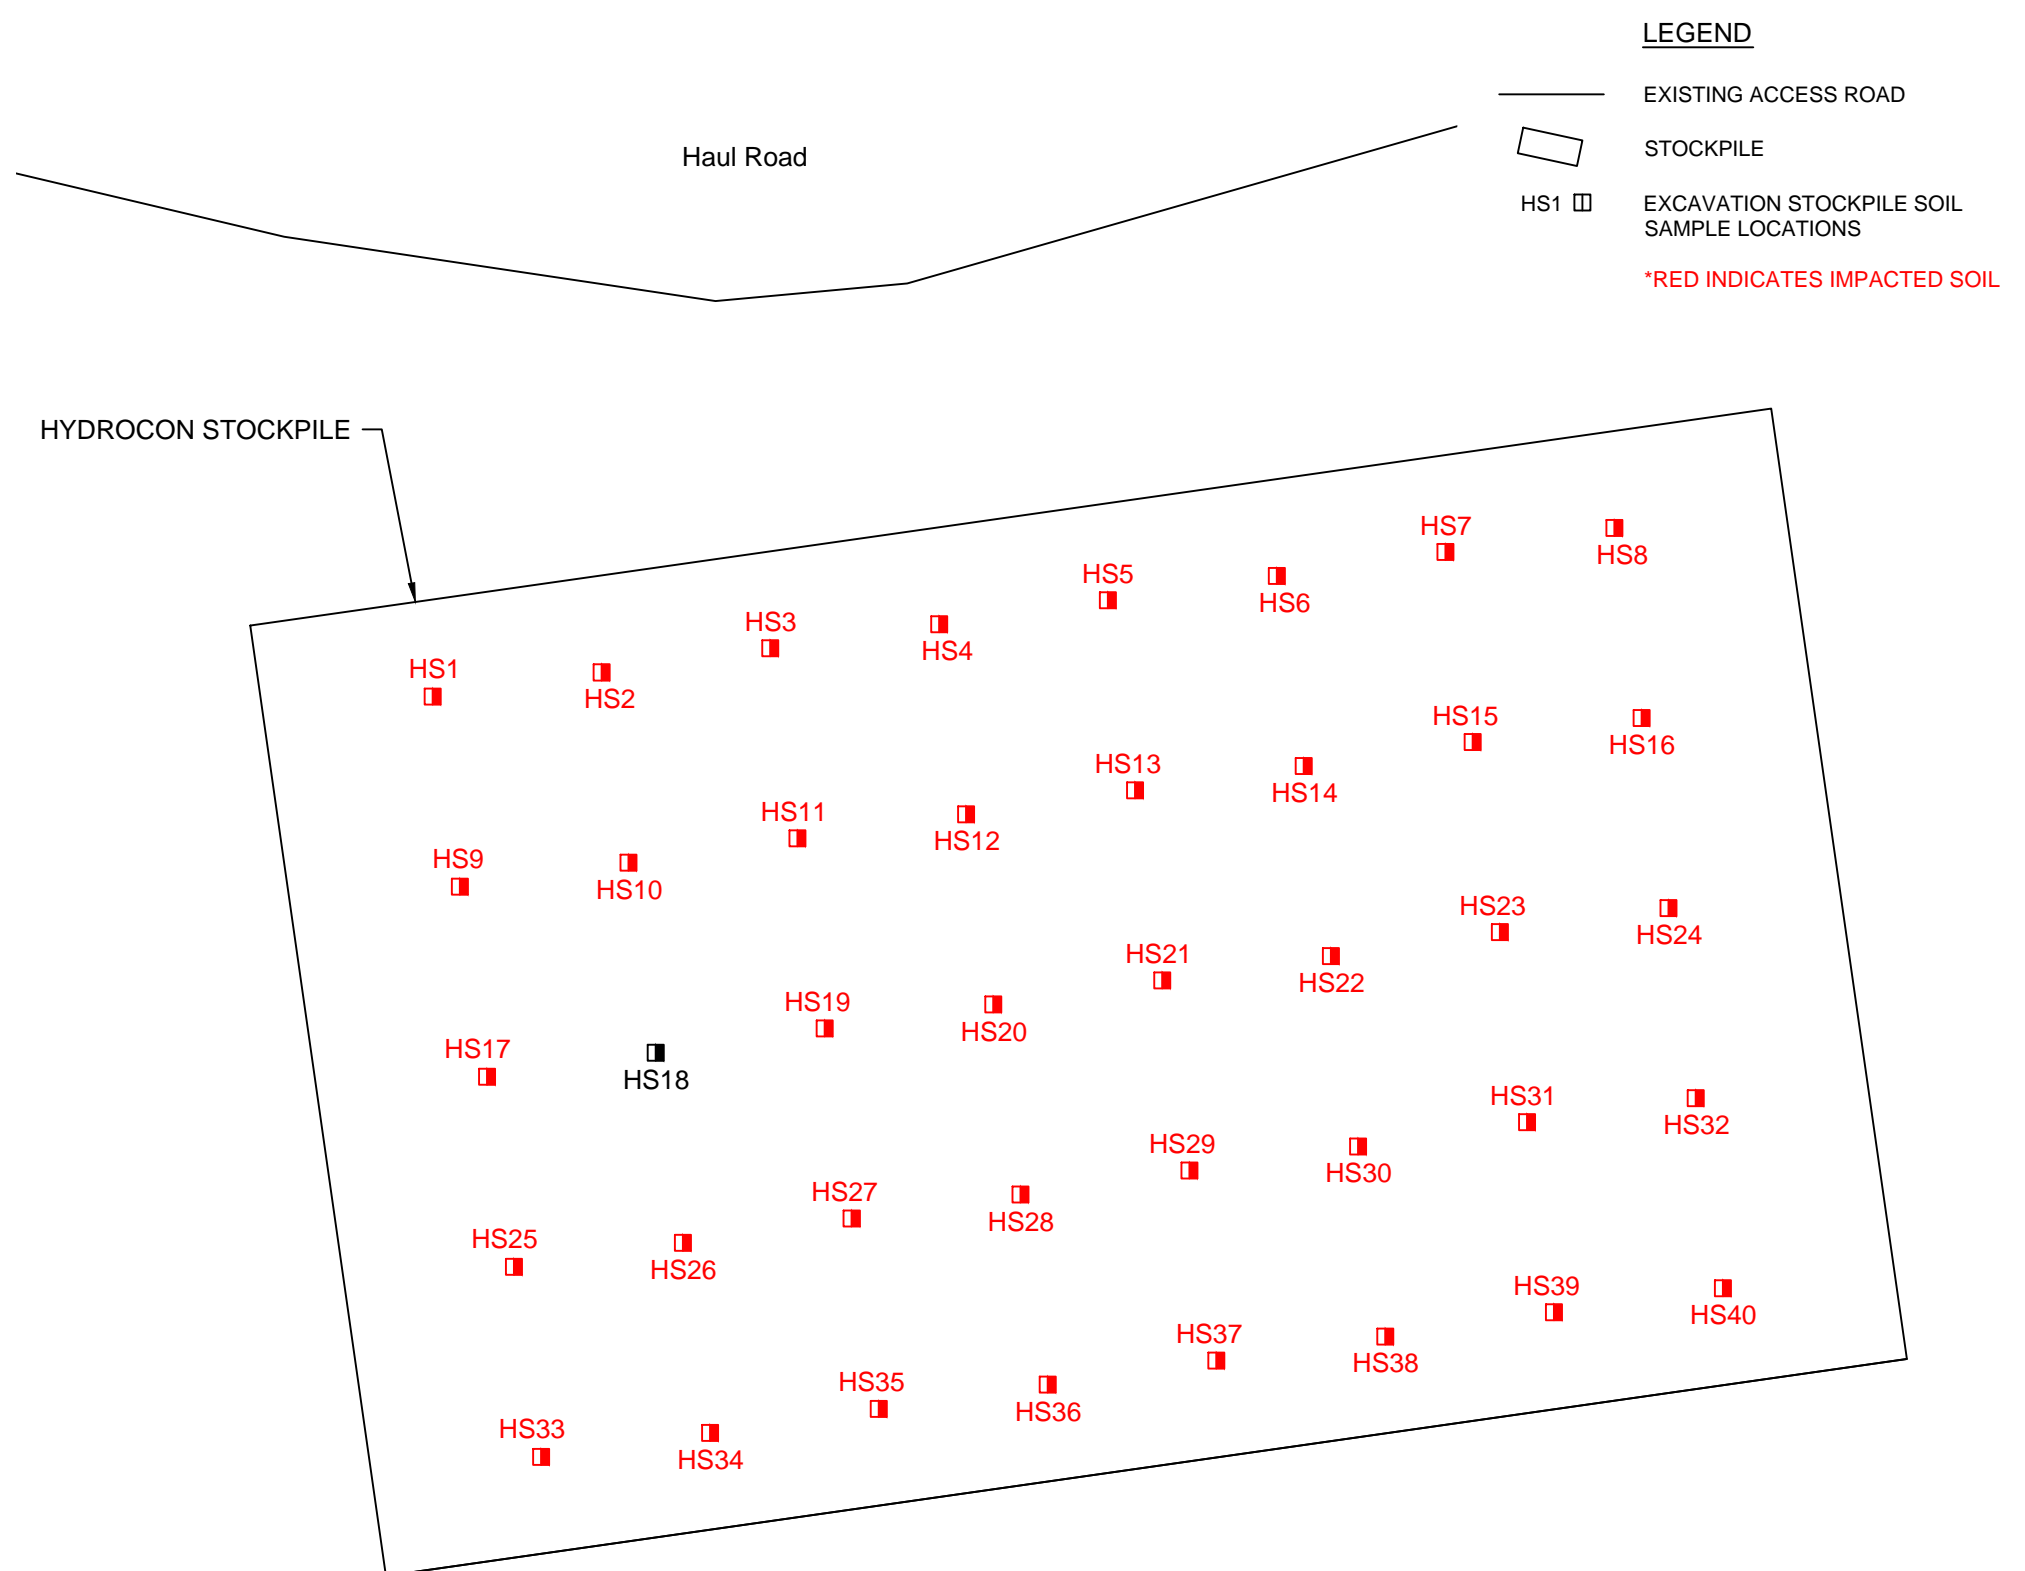 LEGEND
EXISTING ACCESS ROAD
Haul Road
STOCKPILE
HS1
EXCAVATION STOCKPILE SOIL
SAMPLE LOCATIONS
*RED INDICATES IMPACTED SOIL
HYDROCON STOCKPILE
HS1
HS2
HS3
HS4
HS5
HS6
HS7
HS8
HS9
HS10
HS11
HS12
HS13
HS14
HS15
HS16
HS17
HS18
HS19
HS20
HS21
HS22
HS23
HS24
HS25
HS26
HS27
HS28
HS29
HS30
HS31
HS32
HS33
HS34
HS35
HS36
HS37
HS38
HS39
HS40